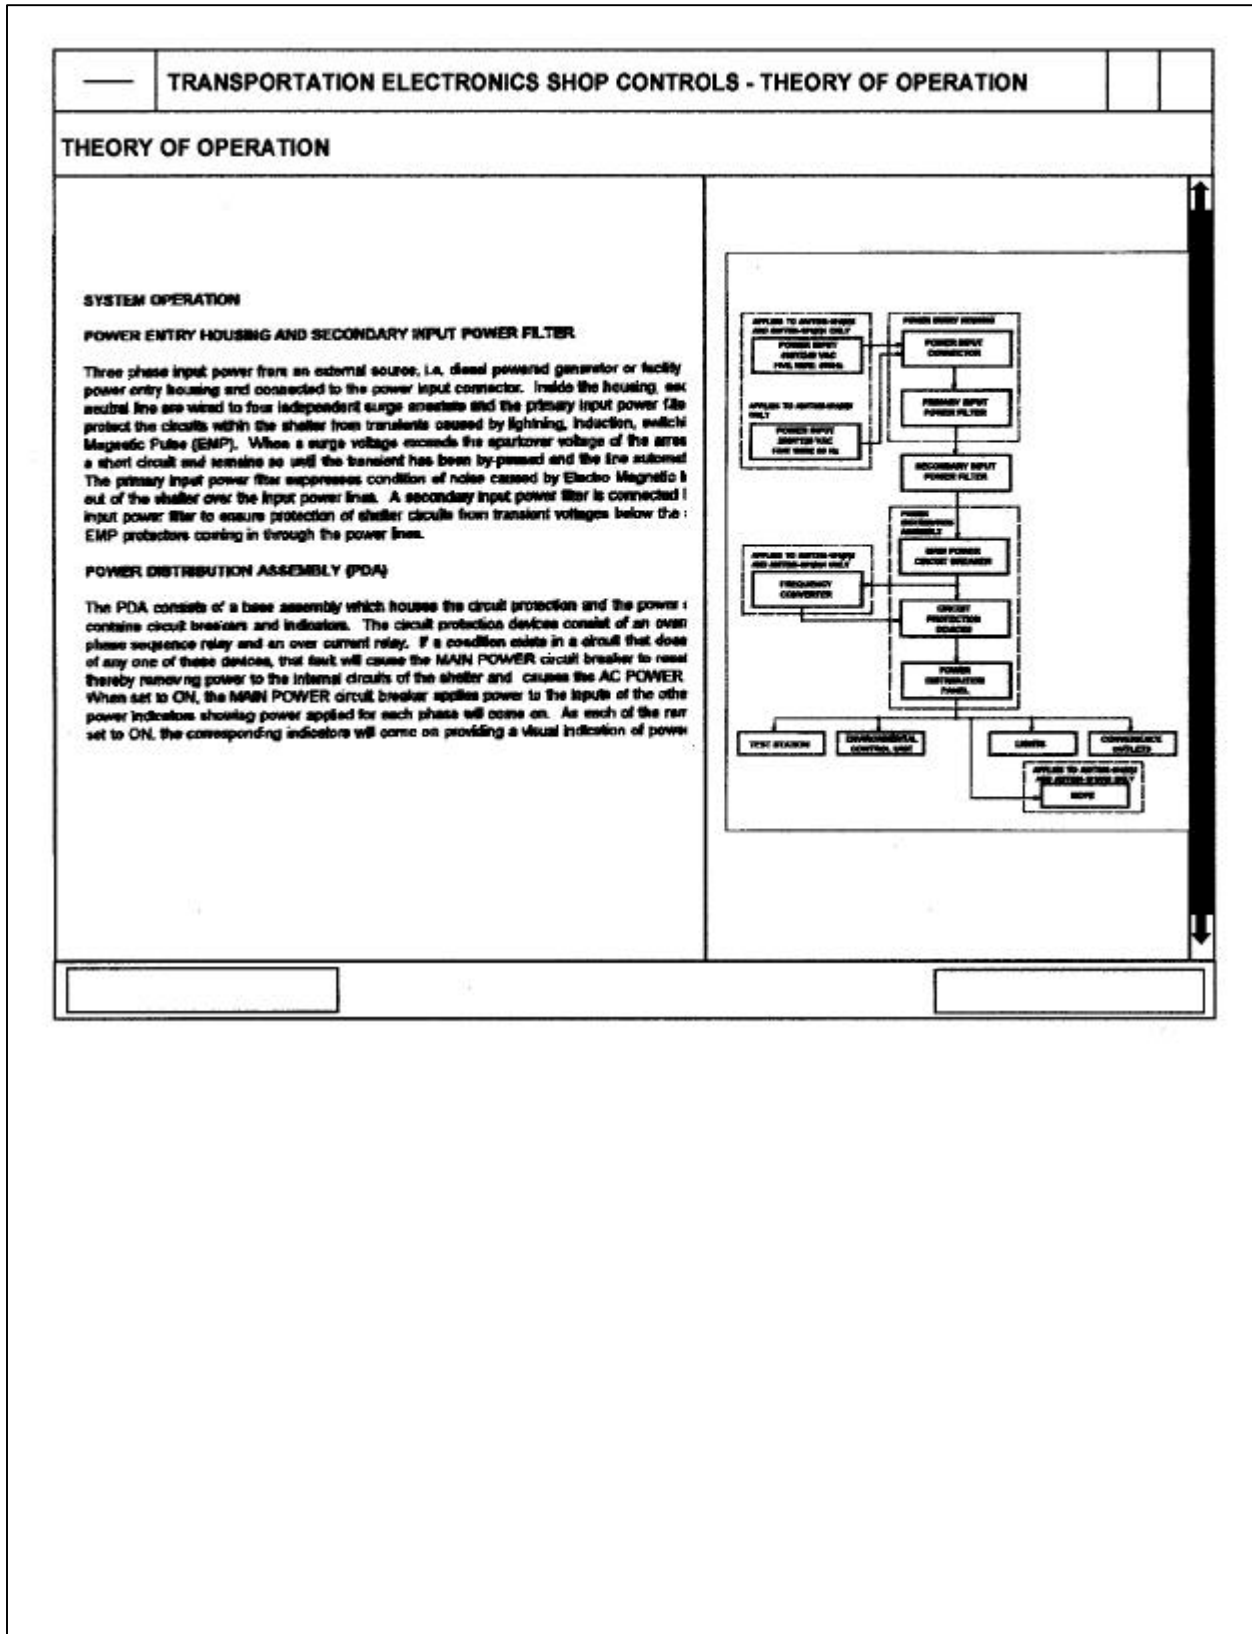 TRANSPORTATION ELECTRONICS SHOP CONTROLS - THEORY OF OPERATION
THEORY OF OPERATION
SYSTEM OPERATION
POWER ENTRY HOUSING AND SECONDARY INPUT POWER FILTER
Three phase input power from an external source, i.e, diesel powered generator or facility
power entry housing and connected to the power input connector. Inside the housing,
neutral line are wired to four independent surge arrestors and the primary input power
protect the circuits within the shelter from transients caused by lightning, induction,
Magnetic Pulse (EMP). When a surge voltage exceeds the sparkover voltage of the
a short circuit and remains so until the transient has been by-passed and the line
The primary input power filter suppresses condition of noise caused by Electro Magnetic
out of the shelter over the input power lines. A secondary input power filter is connected
input power filter to ensure protection of shelter circuits from transient voltages below the
EMP protectors coming in through the power lines.
POWER DISTRIBUTION ASSEMBLY (PDA)
The PDA consists of a base assembly which houses the circuit protection and the power
contains circuit breakers and indicators. The circuit protection devices consist of an
phase sequence relay and an over current relay. If a condition exists in a circuit that
of any one of these devices, that fault will cause the MAIN POWER circuit breaker to
thereby removing power to the internal circuits of the shelter and causes the AC POWER
When set to ON, the MAIN POWER circuit breaker applies power to the inputs of the
power indicators showing power applied for each phase will come on. As each of the
set to ON, the corresponding indicators will come on providing a visual indication of
POWER ENTRY HOUSING
POWER INPUT
CONNECTOR
POWER INPUT
PRIMARY INPUT
POWER FILTER
POWER INPUT
SECONDARY INPUT
POWER FILTER
POWER
DISTRIBUTION
ASSEMBLY
MAIN POWER
CIRCUIT BREAKER
FREQUENCY
CONVERTER
CIRCUIT
PROTECTION
DEVICES
POWER
DISTRIBUTION
PANEL
TEST STATION
ENVIRONMENTAL
CONTROL UNIT
LIGHTS
CONVENIENCE
OUTLETS